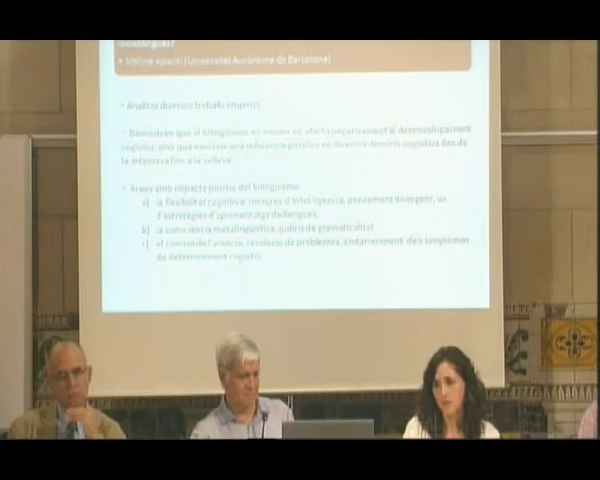 monolingües?
• Mélina Aparici (Universitat Autònoma de Barcelona)
- Analitza diversos treballs empírics
- Demostren que el bilingüisme no només no afecta negativament al desenvolupament
cognitiu, sinó que exerceix una influència positiva en diversos dominis cognitius des de
la infantesa fins a la vellesa.
- Àrees amb impacte positiu del bilingüisme
a) la flexibilitat cognitiva: mesures d'intel·ligència, pensament divergent, ús
d'estratègies d'aprenentatge de llengües
b) la consciència metalingüística, judicis de gramaticalitat
c) el control de l'atenció, resolució de problemes, endarreriment dels símptomes
de deteriorament cognitiu